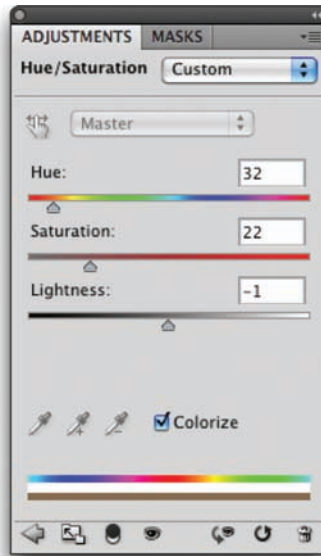 ADJUSTMENTS MASKS
Hue/Saturation Custom
Master
Hue: 32
Saturation: 22
Lightness: -1
Colorize